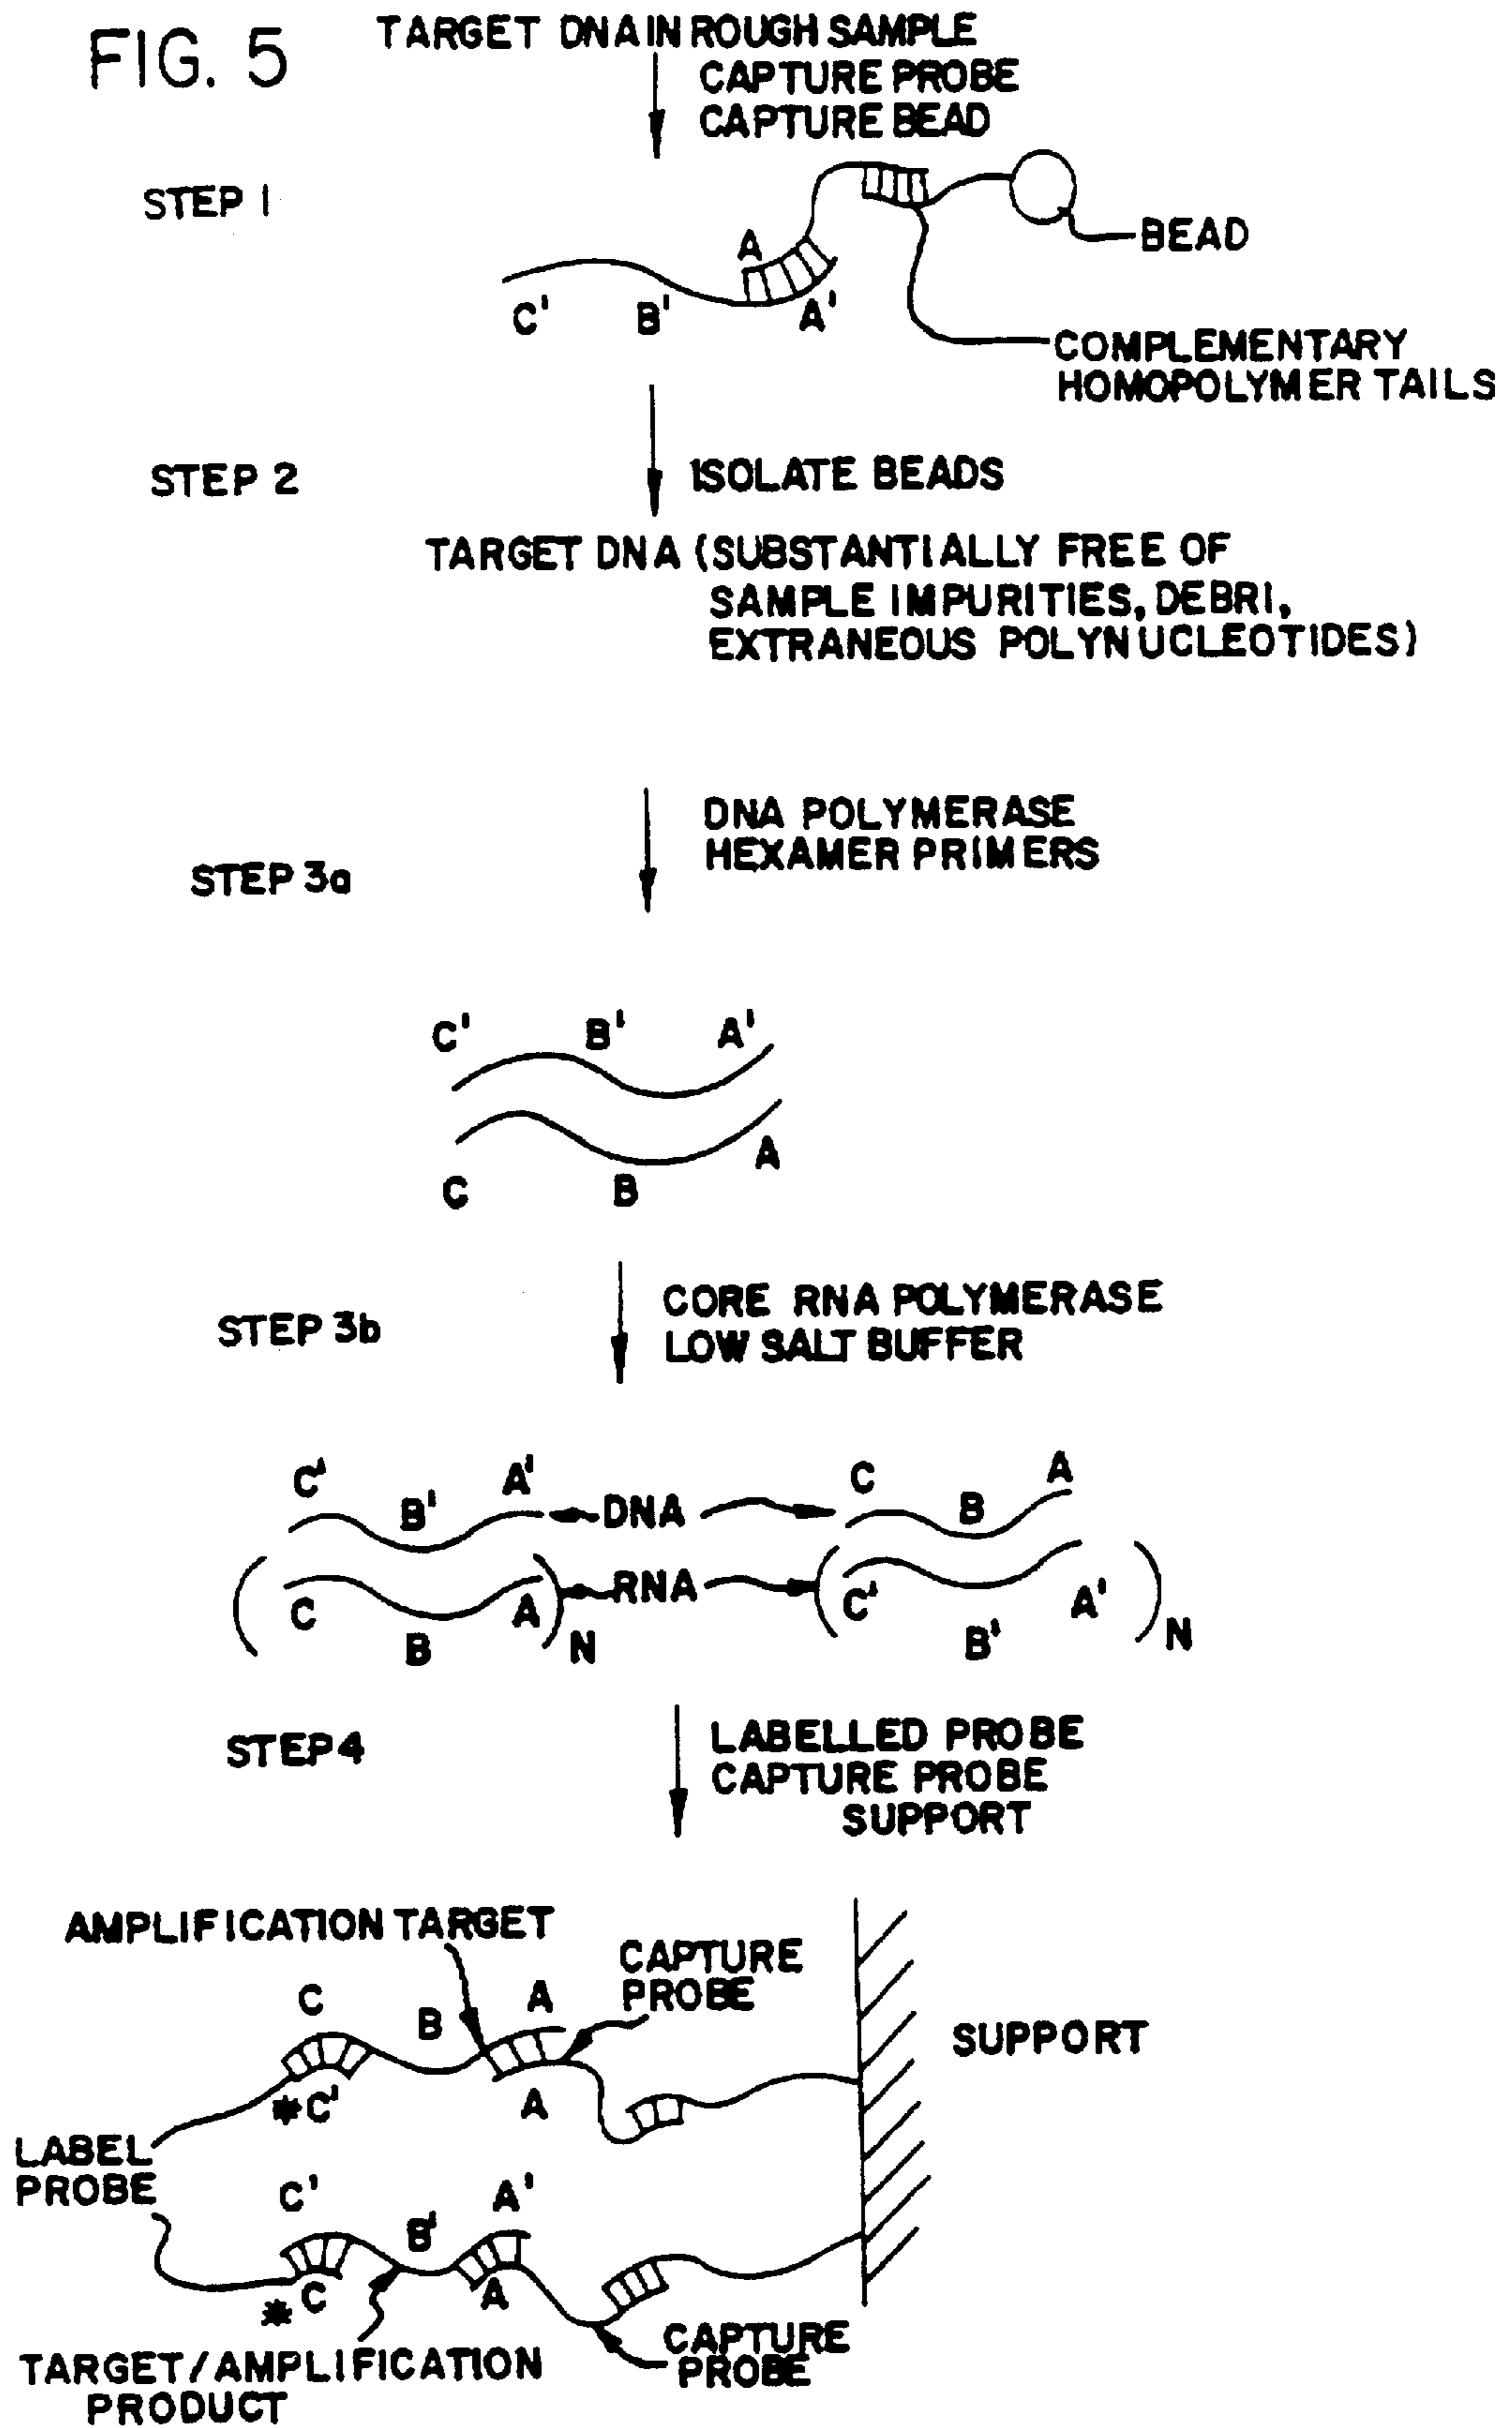 FIG. 5
TARGET DNA IN ROUGH SAMPLE
CAPTURE PROBE
CAPTURE BEAD
STEP 1
BEAD
A
C' B' A'
COMPLEMENTARY
HOMOPOLYMER TAILS
STEP 2
ISOLATE BEADS
TARGET DNA (SUBSTANTIALLY FREE OF
SAMPLE IMPURITIES, DEBRI,
EXTRANEOUS POLYNUCLEOTIDES)
DNA POLYMERASE
HEXAMER PRIMERS
STEP 3a
C' B' A'
C B A
CORE RNA POLYMERASE
LOW SALT BUFFER
STEP 3b
C' B' A' DNA C B A
( C B A )N RNA ( C' B' A' )N
STEP 4
LABELLED PROBE
CAPTURE PROBE
SUPPORT
AMPLIFICATION TARGET
CAPTURE
PROBE
C B A
SUPPORT
*C' A
LABEL
PROBE
C' B' A'
* C A
CAPTURE
PROBE
TARGET/AMPLIFICATION
PRODUCT